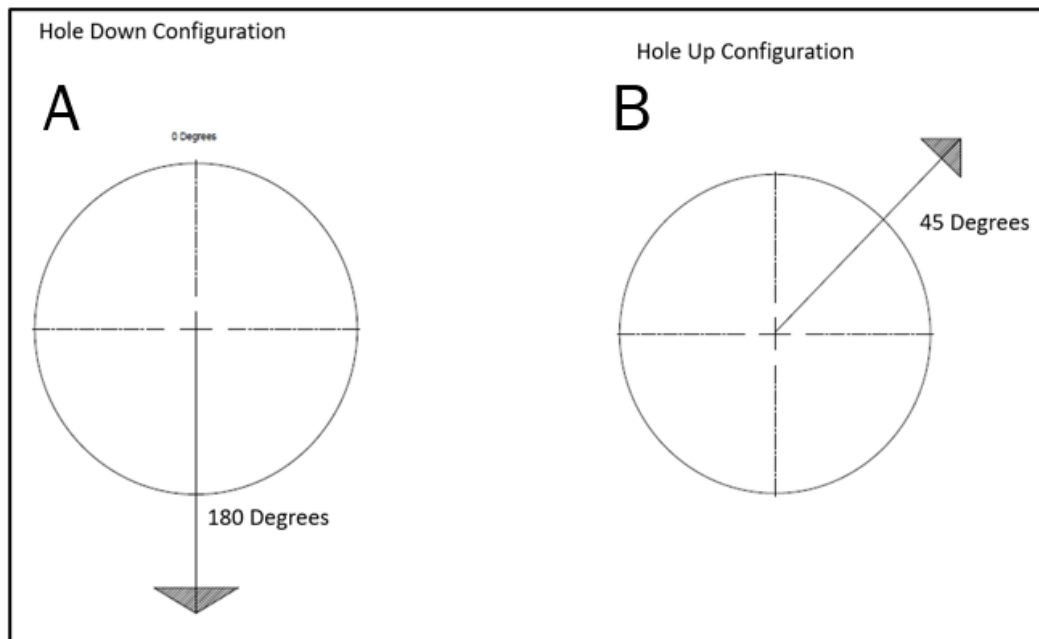 Hole Down Configuration
Hole Up Configuration
A
B
0 Degrees
45 Degrees
180 Degrees